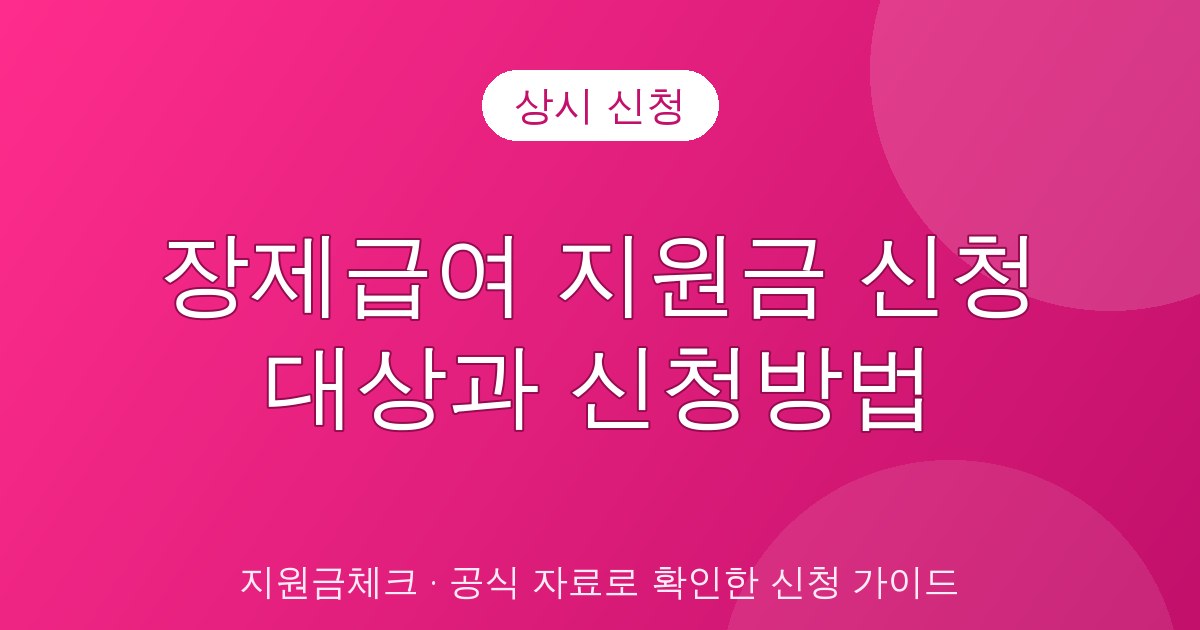 상시 신청
장제급여 지원금 신청
대상과 신청방법
지원금체크 · 공식 자료로 확인한 신청 가이드